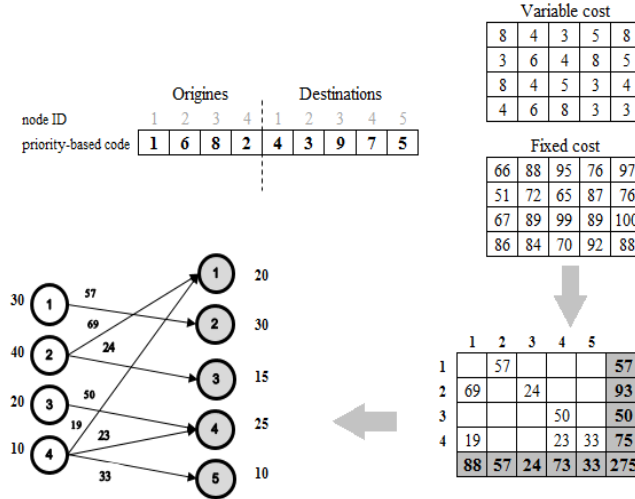 Variable cost
8 4 3 5 8
3 6 4 8 5
8 4 5 3 4
4 6 8 3 3
Origines Destinations
node ID 1 2 3 4 1 2 3 4 5
priority-based code 1 6 8 2 4 3 9 7 5
Fixed cost
66 88 95 76 97
51 72 65 87 76
67 89 99 89 100
86 84 70 92 88
30 1 57 2 30
40 2 69 1 20
24 3 15
20 3 50 4 25
10 4 19 23
33 5 10
1 2 3 4 5
1 57 57
2 69 24 93
3 50 50
4 19 23 33 75
88 57 24 73 33 275